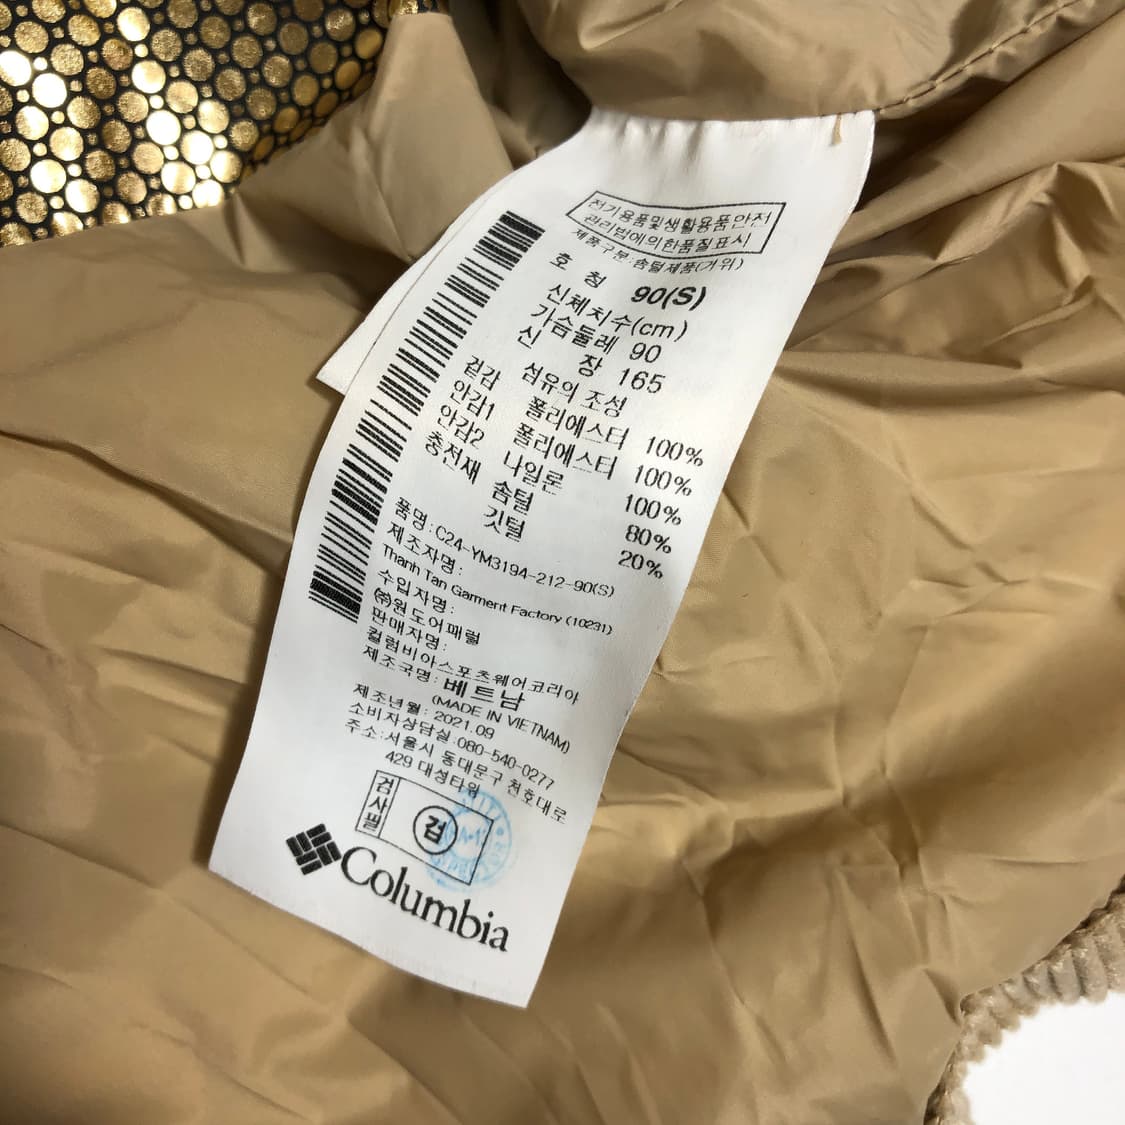 전기용품및생활용품안전
관리법에의한품질표시
제품구분:솜털제품(거위)
호 칭 90(S)
신체치수(cm)
가슴둘레 90
신 장 165
섬유의 조성
겉감 폴리에스터 100%
안감1 폴리에스터 100%
안감2 나일론 100%
충전재 솜털 80%
깃털 20%
품명:C24-YM3194-212-90(S)
제조자명:
Thanh Tan Garment Factory (10231)
수입자명:
(주)원도어패럴
판매자명:
컬럼비아스포츠웨어코리아
제조국명:베트남
(MADE IN VIETNAM)
제조년월: 2021.09
소비자상담실:080-540-0277
주소:서울시 동대문구 천호대로
429 대성타워
검사필 검
Columbia